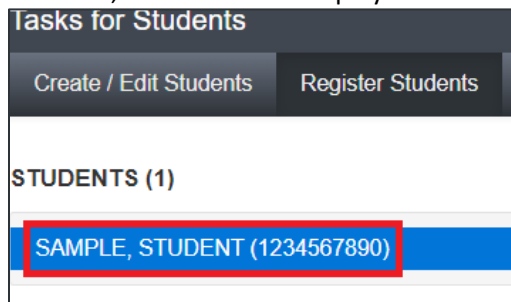 Tasks for Students
Create / Edit Students Register Students
STUDENTS (1)
SAMPLE, STUDENT (1234567890)